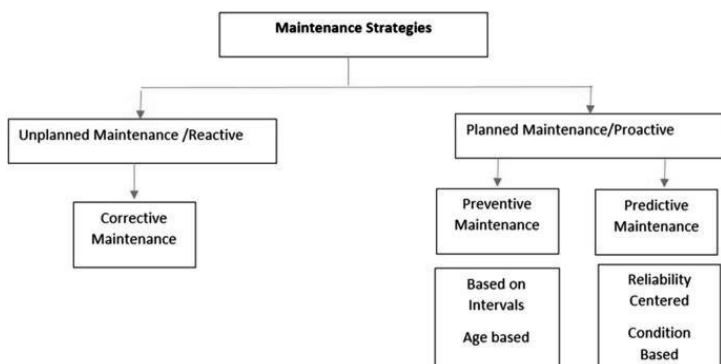 Maintenance Strategies
Unplanned Maintenance /Reactive
Planned Maintenance/Proactive
Corrective
Maintenance
Preventive
Maintenance
Predictive
Maintenance
Based on
Intervals
Age based
Reliability
Centered
Condition
Based